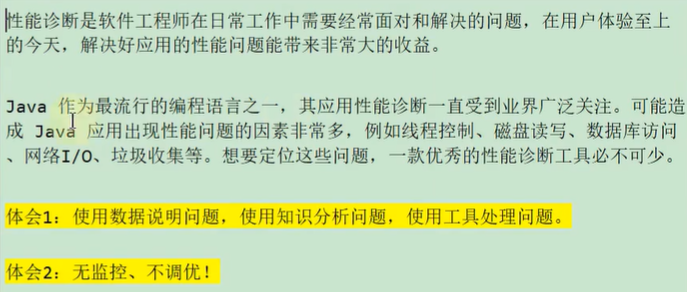 性能诊断是软件工程师在日常工作中需要经常面对和解决的问题，在用户体验至上
的今天，解决好应用的性能问题能带来非常大的收益。
Java 作为最流行的编程语言之一，其应用性能诊断一直受到业界广泛关注。可能造
成 Java 应用出现性能问题的因素非常多，例如线程控制、磁盘读写、数据库访问
、网络I/O、垃圾收集等。想要定位这些问题，一款优秀的性能诊断工具必不可少。
体会1：使用数据说明问题，使用知识分析问题，使用工具处理问题。
体会2：无监控、不调优！